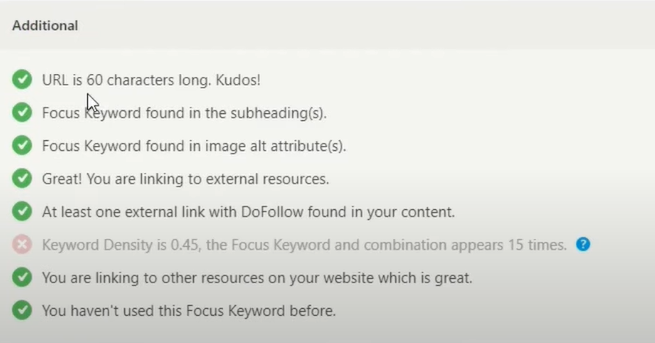 Additional
URL is 60 characters long. Kudos!
Focus Keyword found in the subheading(s).
Focus Keyword found in image alt attribute(s).
Great! You are linking to external resources.
At least one external link with DoFollow found in your content.
Keyword Density is 0.45, the Focus Keyword and combination appears 15 times. ?
You are linking to other resources on your website which is great.
You haven't used this Focus Keyword before.